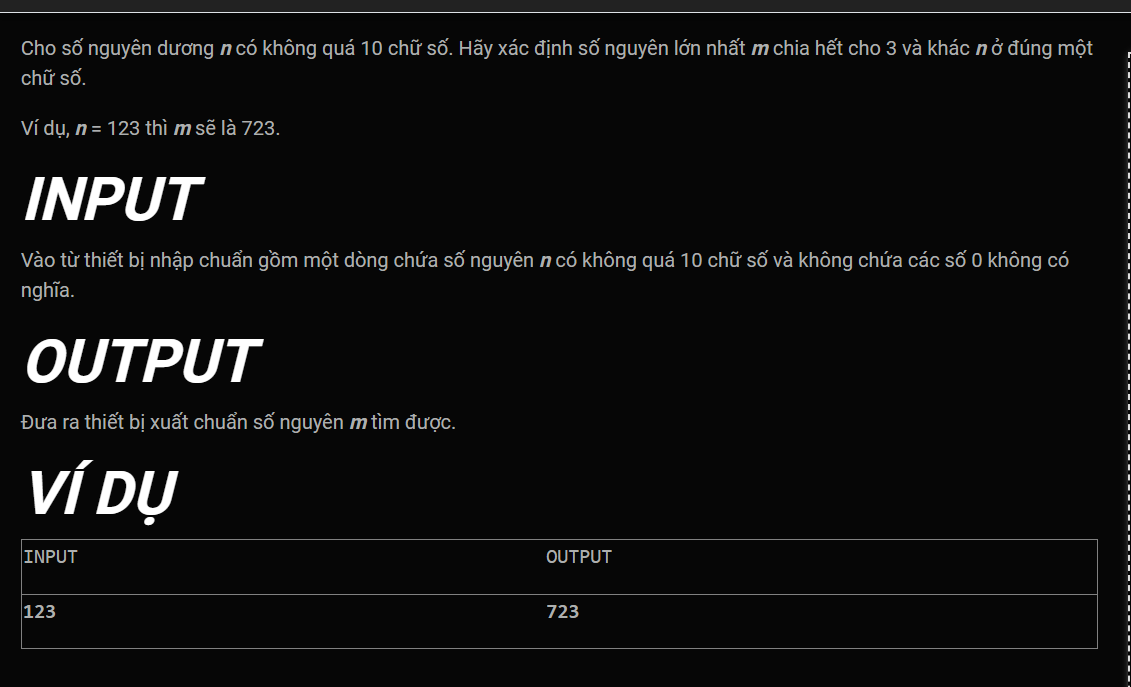 Cho số nguyên dương n có không quá 10 chữ số. Hãy xác định số nguyên lớn nhất m chia hết cho 3 và khác n ở đúng một
chữ số.
Ví dụ, n = 123 thì m sẽ là 723.
INPUT
Vào từ thiết bị nhập chuẩn gồm một dòng chứa số nguyên n có không quá 10 chữ số và không chứa các số 0 không có
nghĩa.
OUTPUT
Đưa ra thiết bị xuất chuẩn số nguyên m tìm được.
VÍ DỤ
INPUT OUTPUT
123 723